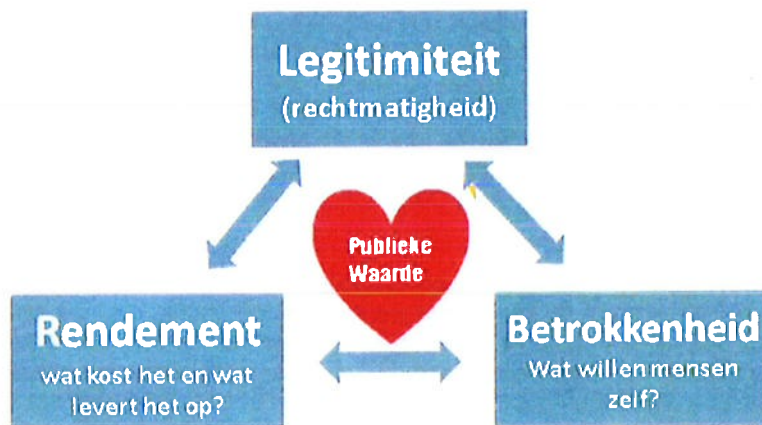 Legitimiteit
(rechtmatigheid)
Publieke
Waarde
Rendement
wat kost het en wat
levert het op?
Betrokkenheid
Wat willen mensen
zelf?